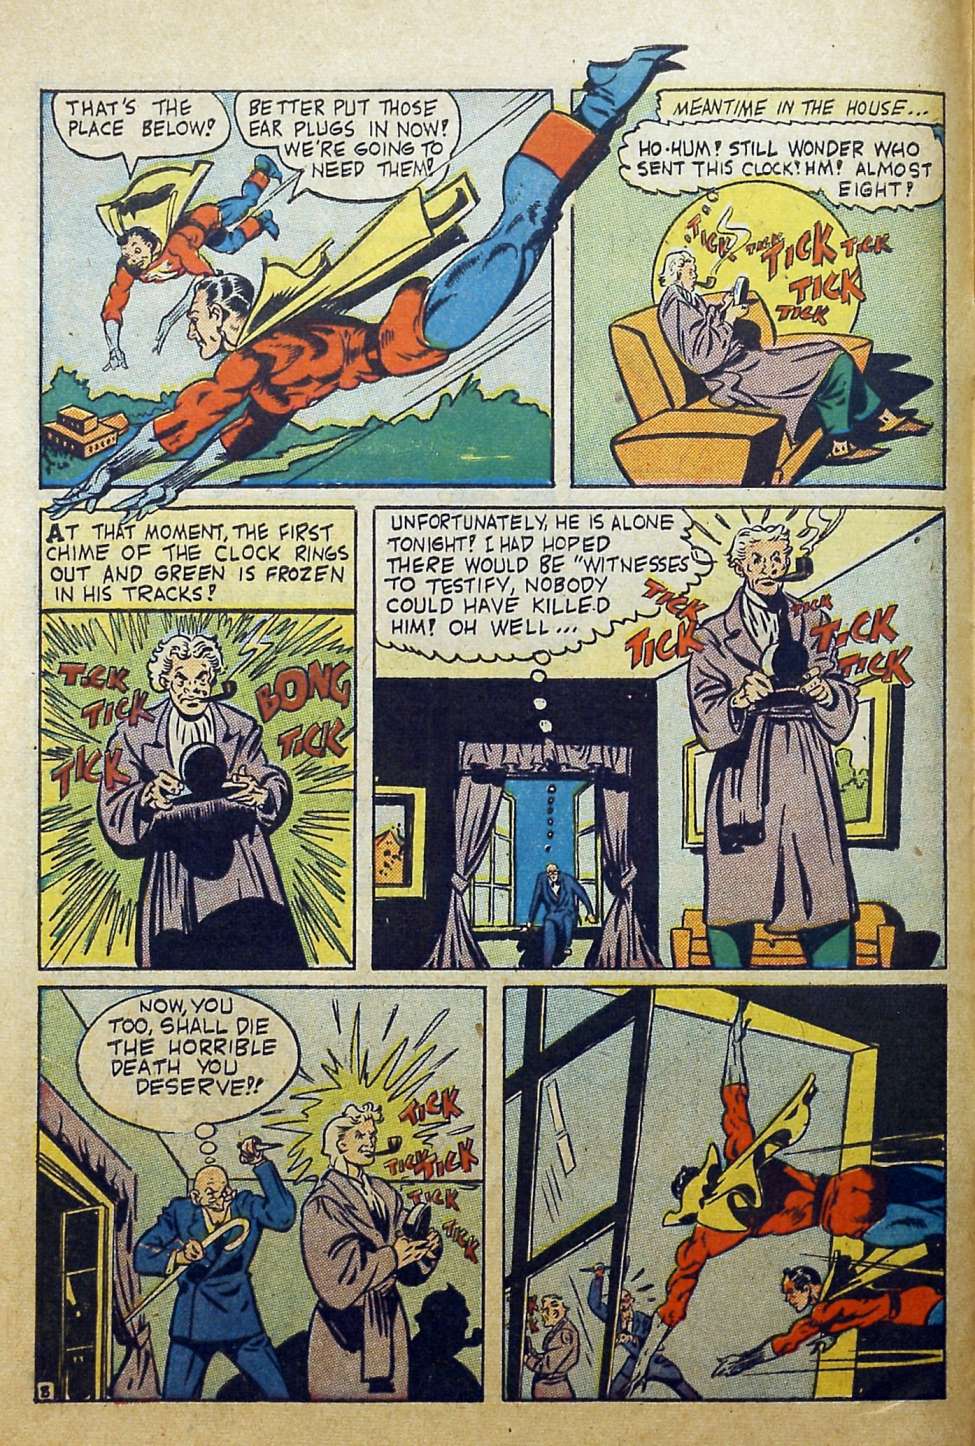 THAT'S THE
PLACE BELOW!
BETTER PUT THOSE
EAR PLUGS IN NOW!
WE'RE GOING TO
NEED THEM!
MEANTIME IN THE HOUSE...
HO-HUM! STILL WONDER WHO
SENT THIS CLOCK! HM! ALMOST
EIGHT!
TICK
TICK
TICK
TICK
TICK
TICK
AT THAT MOMENT, THE FIRST
CHIME OF THE CLOCK RINGS
OUT AND GREEN IS FROZEN
IN HIS TRACKS!
TICK
TICK
TICK
BONG
TICK
UNFORTUNATELY, HE IS ALONE
TONIGHT! I HAD HOPED
THERE WOULD BE "WITNESSES"
TO TESTIFY, NOBODY
COULD HAVE KILLED
HIM! OH WELL...
TICK
TICK
TICK
TICK
TICK
NOW, YOU
TOO, SHALL DIE
THE HORRIBLE
DEATH YOU
DESERVE!!
TICK
TICK
TICK
TICK
TICK
8